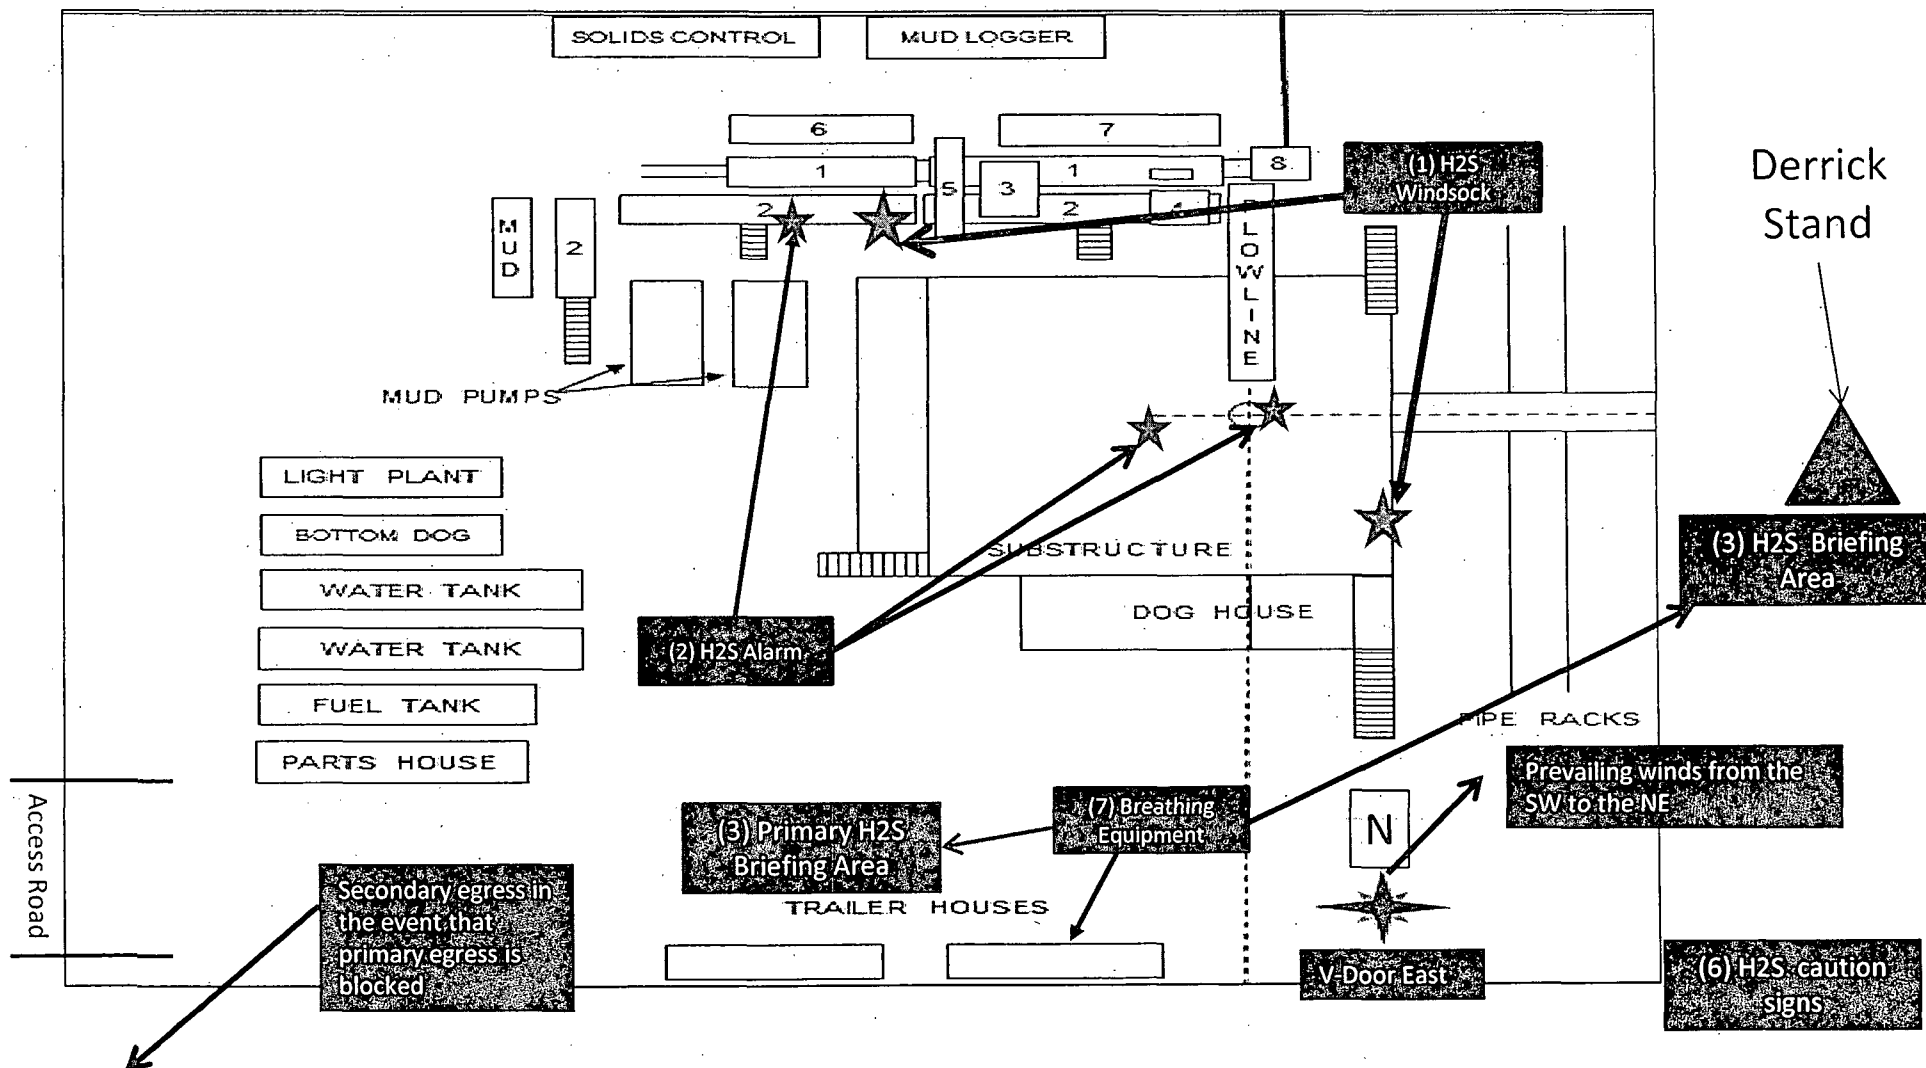 SOLIDS CONTROL
MUD LOGGER
6
7
1
5
3
1
8
(1) H2S
Windsock
Derrick
Stand
MUD
2
2
2
FLOWLINE
MUD PUMPS
LIGHT PLANT
BOTTOM DOG
WATER TANK
WATER TANK
FUEL TANK
PARTS HOUSE
SUBSTRUCTURE
DOG HOUSE
(2) H2S Alarm
(3) H2S Briefing
Area
PIPE RACKS
Prevailing winds from the
SW to the NE
(7) Breathing
Equipment
N
(3) Primary H2S
Briefing Area
TRAILER HOUSES
Access Road
Secondary egress in
the event that
primary egress is
blocked
V-Door East
(6) H2S caution
signs